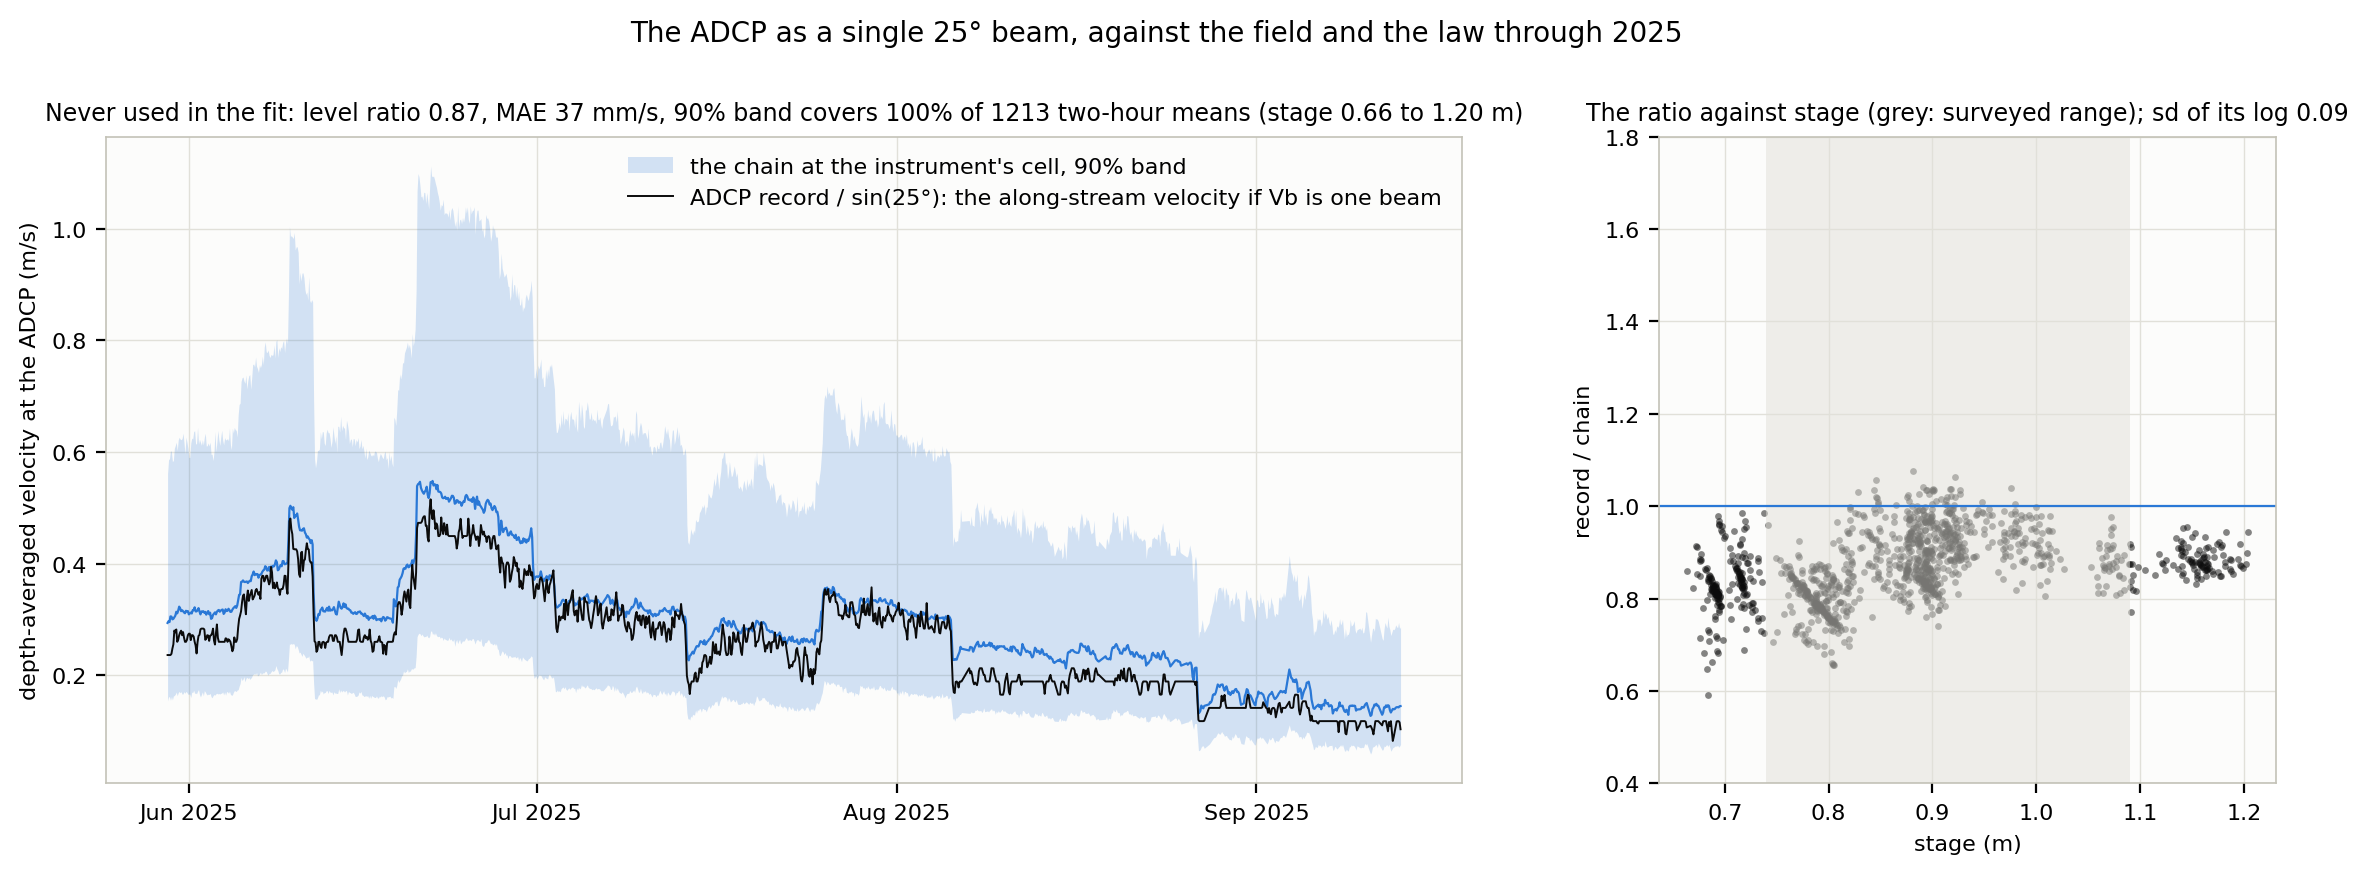 The ADCP as a single 25° beam, against the field and the law through 2025
Never used in the fit: level ratio 0.87, MAE 37 mm/s, 90% band covers 100% of 1213 two-hour means (stage 0.66 to 1.20 m)
the chain at the instrument's cell, 90% band
ADCP record / sin(25°): the along-stream velocity if Vb is one beam
depth-averaged velocity at the ADCP (m/s)
1.0
0.8
0.6
0.4
0.2
Jun 2025
Jul 2025
Aug 2025
Sep 2025
The ratio against stage (grey: surveyed range); sd of its log 0.09
record / chain
1.8
1.6
1.4
1.2
1.0
0.8
0.6
0.4
0.7
0.8
0.9
1.0
1.1
1.2
stage (m)